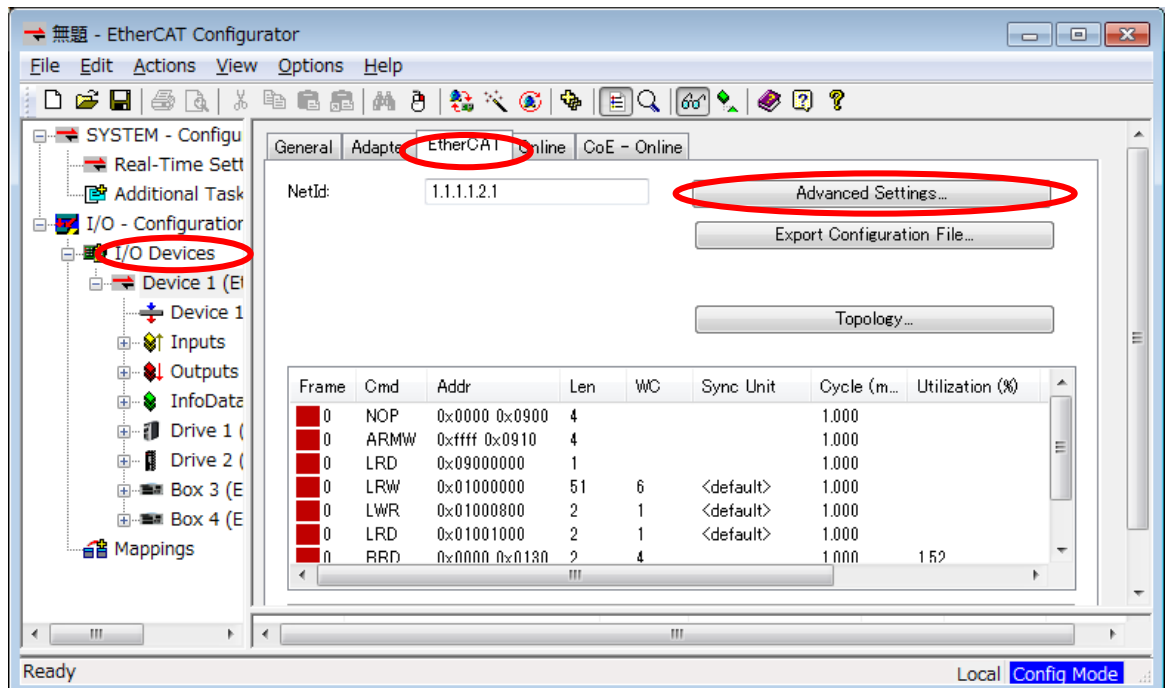 無題 - EtherCAT Configurator
File Edit Actions View Options Help
SYSTEM - Configu
Real-Time Sett
Additional Task
I/O - Configuration
I/O Devices
Device 1 (Et
Device 1
Inputs
Outputs
InfoData
Drive 1 (
Drive 2 (
Box 3 (E
Box 4 (E
Mappings
General Adapte EtherCAT Online CoE - Online
NetId: 1.1.1.1.2.1 Advanced Settings...
Export Configuration File...
Topology...
Frame Cmd Addr Len WC Sync Unit Cycle (m... Utilization (%)
0 NOP 0x0000 0x0900 4 1.000
0 ARMW 0xffff 0x0910 4 1.000
0 LRD 0x09000000 1 1.000
0 LRW 0x01000000 51 6 <default> 1.000
0 LWR 0x01000800 2 1 <default> 1.000
0 LRD 0x01001000 2 1 <default> 1.000
0 BRD 0x0000 0x0130 2 4 1.000 1.52
Ready Local Config Mode